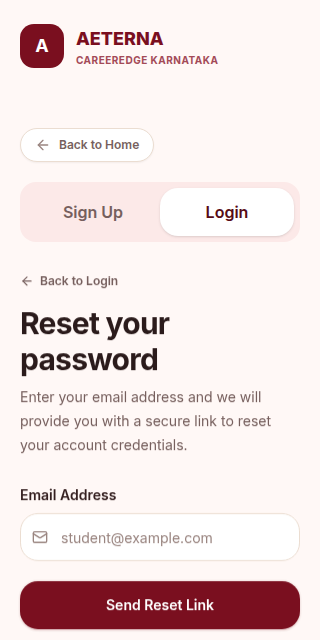 A
AETERNA
CAREEREDGE KARNATAKA
Back to Home
Sign Up
Login
Back to Login
Reset your
password
Enter your email address and we will
provide you with a secure link to reset
your account credentials.
Email Address
student@example.com
Send Reset Link